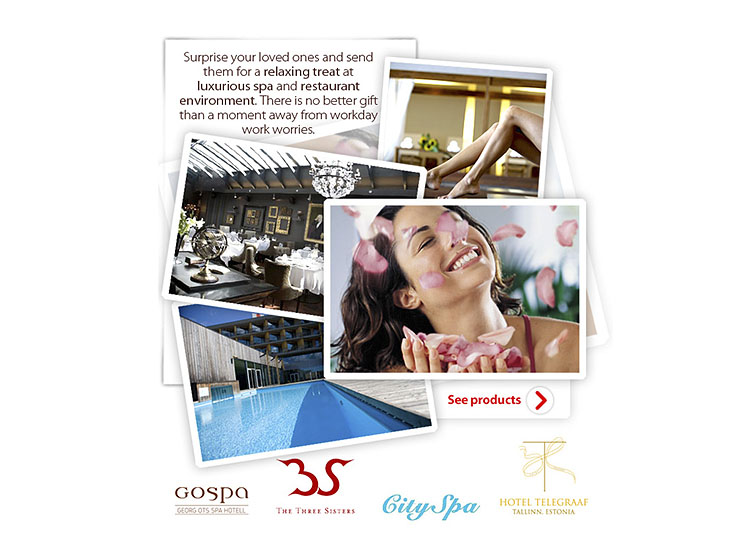 Surprise your loved ones and send
them for a relaxing treat at
luxurious spa and restaurant
environment. There is no better gift
than a moment away from workday
work worries.
See products
GOSPA
GEORG OTS SPA HOTELL
3S
THE THREE SISTERS
City Spa
HOTEL TELEGRAAF
TALLINN, ESTONIA